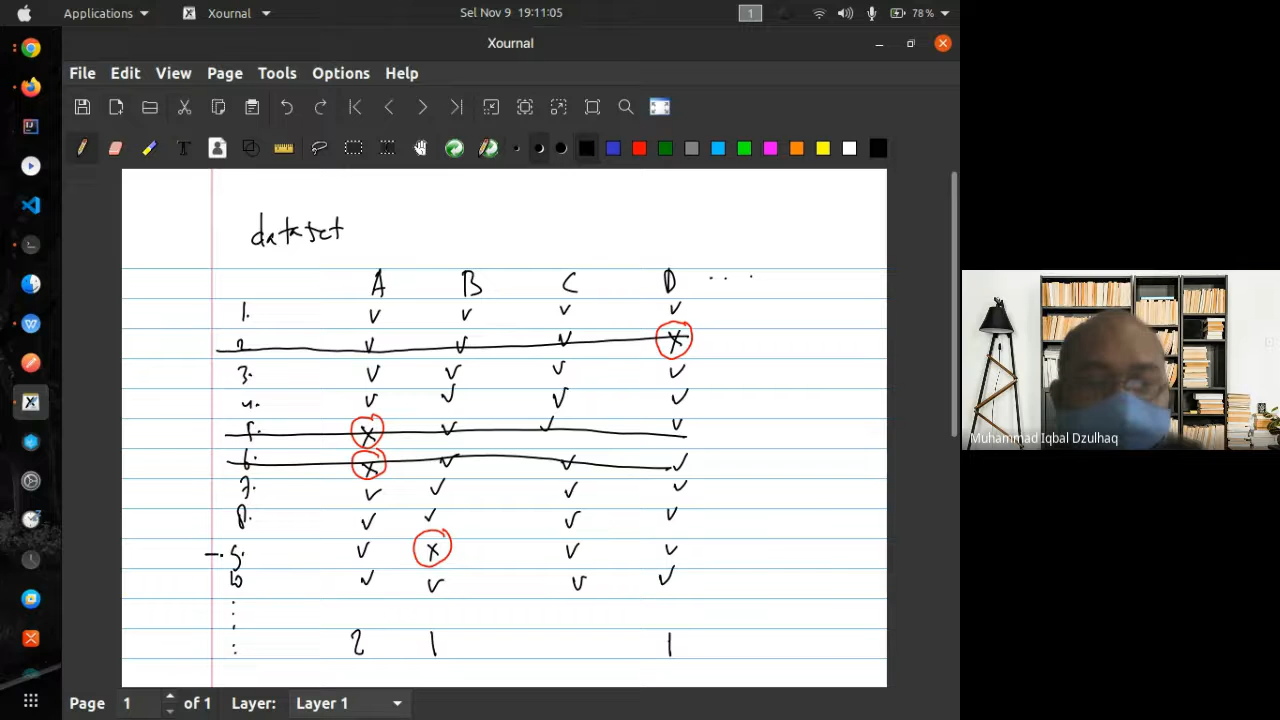 Applications Xournal Sel Nov 9 19:11:05 1 78 %
Xournal
File Edit View Page Tools Options Help
dataset
A B C D ....
1. v v v v
2. v v v x
3. v v v v
4. v v v v
5. x v v v
6. x v v v
7. v v v v
8. v v v v
9. v x v v
10 v v v v
2 1 1
Muhammad Iqbal Dzulhaq
Page 1 of 1 Layer: Layer 1